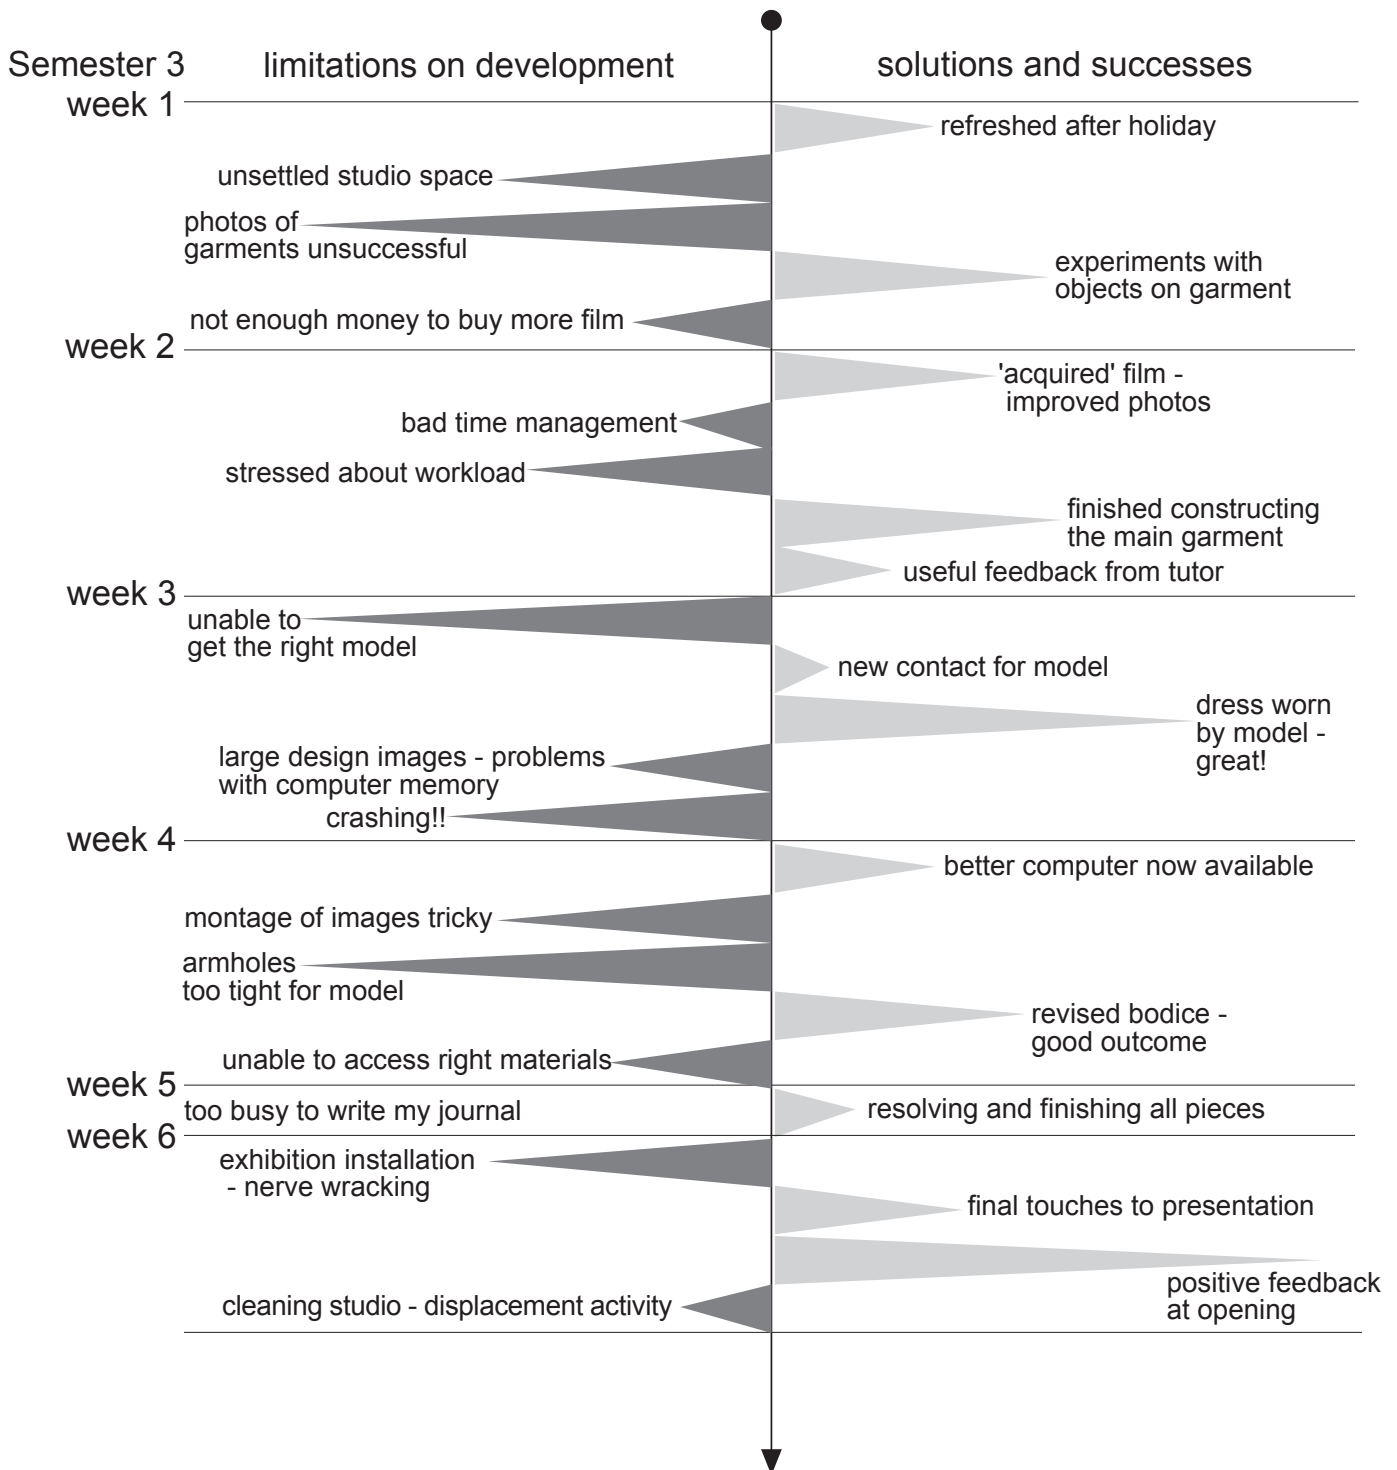 Semester 3
limitations on development
solutions and successes
week 1
refreshed after holiday
unsettled studio space
photos of
garments unsuccessful
experiments with
objects on garment
not enough money to buy more film
week 2
'acquired' film -
improved photos
bad time management
stressed about workload
finished constructing
the main garment
useful feedback from tutor
week 3
unable to
get the right model
new contact for model
dress worn
by model -
great!
large design images - problems
with computer memory
crashing!!
week 4
better computer now available
montage of images tricky
armholes
too tight for model
revised bodice -
good outcome
unable to access right materials
week 5
too busy to write my journal
resolving and finishing all pieces
week 6
exhibition installation
- nerve wracking
final touches to presentation
positive feedback
at opening
cleaning studio - displacement activity